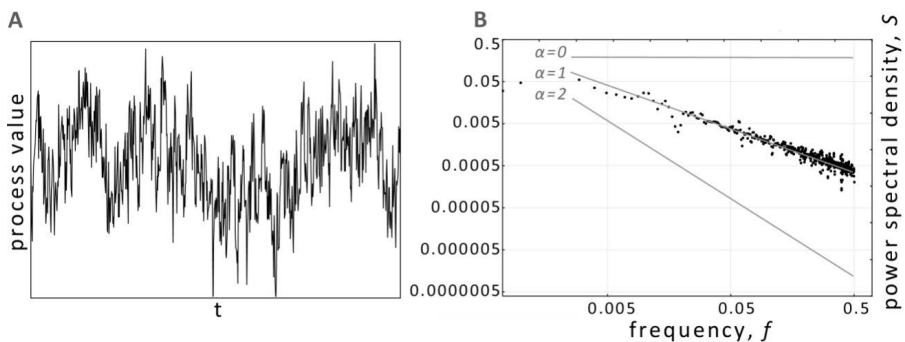 A
process value
t
B
0.5
0.05
0.005
0.0005
0.00005
0.000005
0.0000005
α=0
α=1
α=2
0.005
0.05
0.5
frequency, f
power spectral density, S